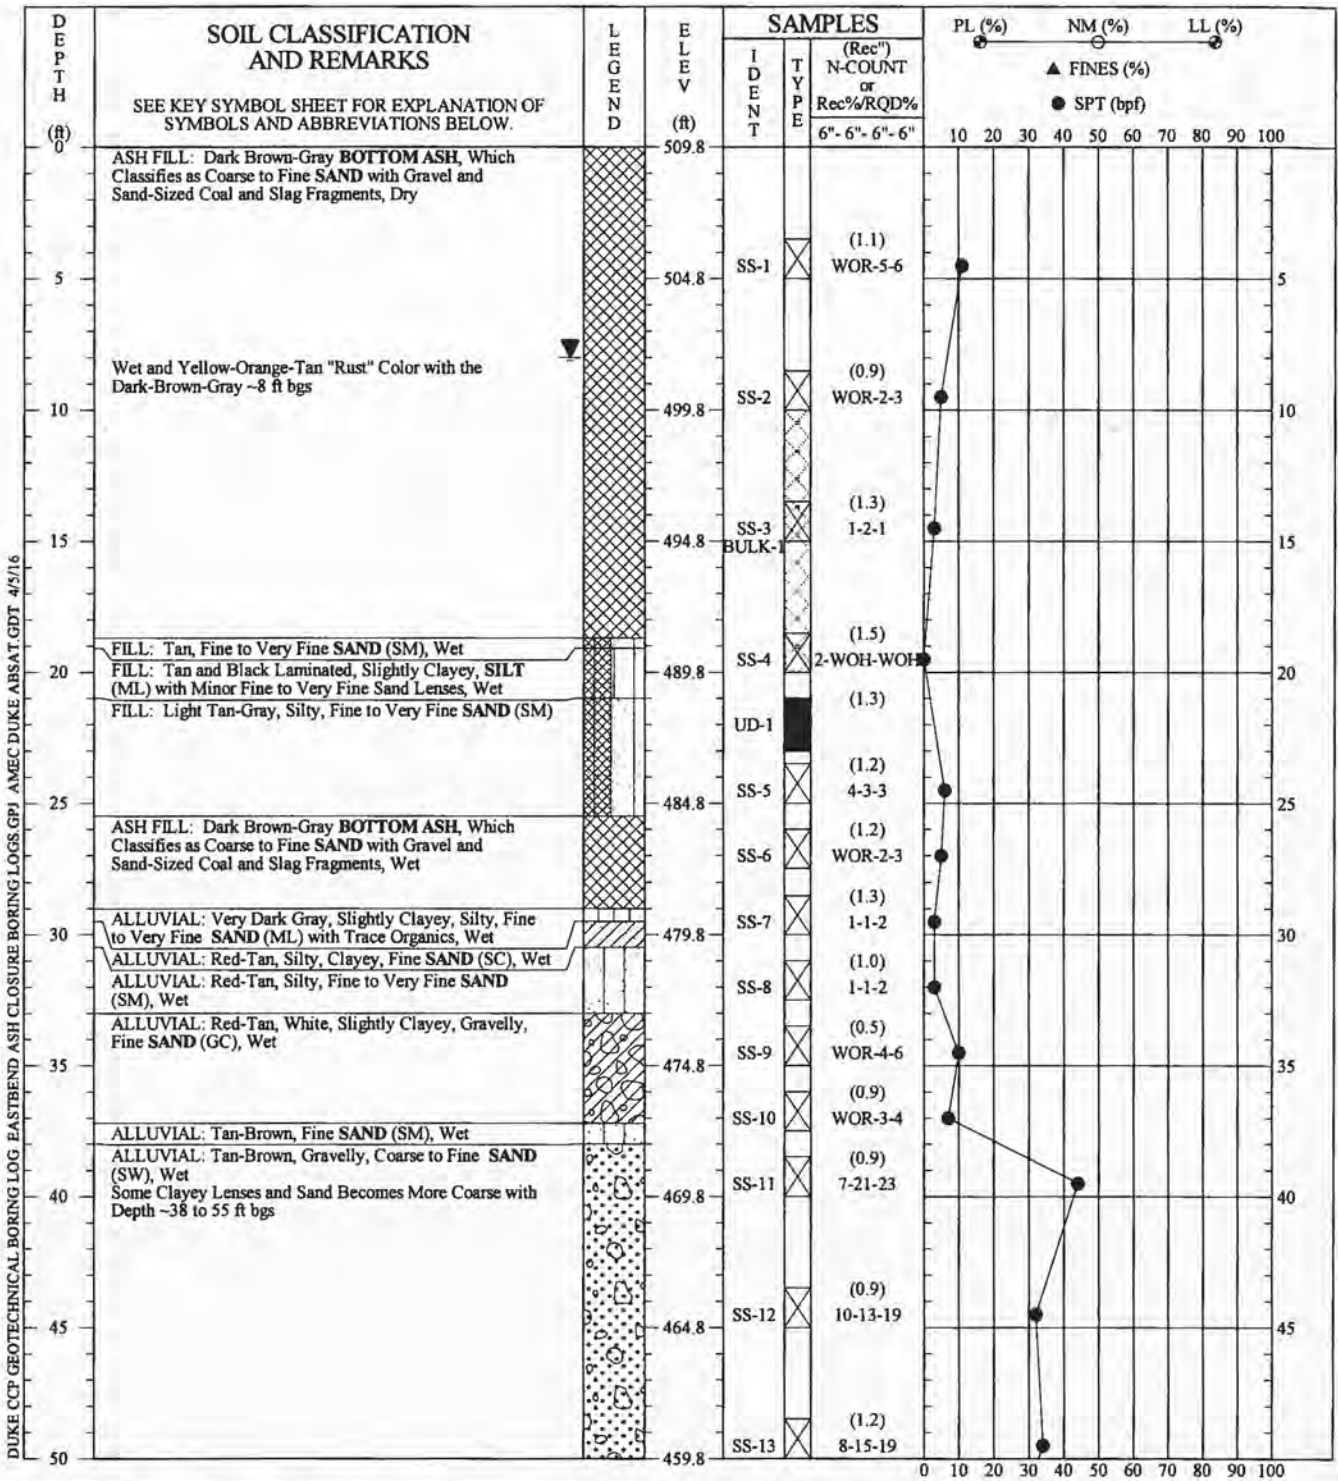 DEPTH
(ft)
SOIL CLASSIFICATION
AND REMARKS
SEE KEY SYMBOL SHEET FOR EXPLANATION OF
SYMBOLS AND ABBREVIATIONS BELOW.
LEGEND
ELEV
(ft)
SAMPLES
IDENT
TYPE
(Rec")
N-COUNT
or
Rec%/RQD%
6"- 6"- 6"- 6"
PL (%) NM (%) LL (%)
▲ FINES (%)
● SPT (bpf)
10 20 30 40 50 60 70 80 90 100
0
509.8
ASH FILL: Dark Brown-Gray BOTTOM ASH, Which
Classifies as Coarse to Fine SAND with Gravel and
Sand-Sized Coal and Slag Fragments, Dry
(1.1)
SS-1 WOR-5-6
5 504.8 5
Wet and Yellow-Orange-Tan "Rust" Color with the
Dark-Brown-Gray ~8 ft bgs
(0.9)
SS-2 WOR-2-3
10 499.8 10
(1.3)
SS-3 1-2-1
BULK-1
15 494.8 15
FILL: Tan, Fine to Very Fine SAND (SM), Wet
(1.5)
SS-4 2-WOH-WOH
FILL: Tan and Black Laminated, Slightly Clayey, SILT
(ML) with Minor Fine to Very Fine Sand Lenses, Wet
20 489.8 20
FILL: Light Tan-Gray, Silty, Fine to Very Fine SAND (SM)
(1.3)
UD-1
(1.2)
SS-5 4-3-3
25 484.8 25
ASH FILL: Dark Brown-Gray BOTTOM ASH, Which
Classifies as Coarse to Fine SAND with Gravel and
Sand-Sized Coal and Slag Fragments, Wet
(1.2)
SS-6 WOR-2-3
(1.3)
SS-7 1-1-2
ALLUVIAL: Very Dark Gray, Slightly Clayey, Silty, Fine
to Very Fine SAND (ML) with Trace Organics, Wet
30 479.8 30
ALLUVIAL: Red-Tan, Silty, Clayey, Fine SAND (SC), Wet
ALLUVIAL: Red-Tan, Silty, Fine to Very Fine SAND
(SM), Wet
(1.0)
SS-8 1-1-2
ALLUVIAL: Red-Tan, White, Slightly Clayey, Gravelly,
Fine SAND (GC), Wet
(0.5)
SS-9 WOR-4-6
35 474.8 35
(0.9)
SS-10 WOR-3-4
ALLUVIAL: Tan-Brown, Fine SAND (SM), Wet
ALLUVIAL: Tan-Brown, Gravelly, Coarse to Fine SAND
(SW), Wet
Some Clayey Lenses and Sand Becomes More Coarse with
Depth ~38 to 55 ft bgs
(0.9)
SS-11 7-21-23
40 469.8 40
(0.9)
SS-12 10-13-19
45 464.8 45
(1.2)
SS-13 8-15-19
50 459.8
0 10 20 30 40 50 60 70 80 90 100
DUKE CCP GEOTECHNICAL BORING LOG EASTBEND ASH CLOSURE BORING LOGS.GPJ AMEC DUKE ABSAT.GDT 4/5/16